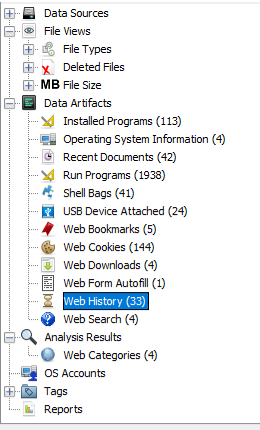 Data Sources
File Views
File Types
Deleted Files
MB File Size
Data Artifacts
Installed Programs (113)
Operating System Information (4)
Recent Documents (42)
Run Programs (1938)
Shell Bags (41)
USB Device Attached (24)
Web Bookmarks (5)
Web Cookies (144)
Web Downloads (4)
Web Form Autofill (1)
Web History (33)
Web Search (4)
Analysis Results
Web Categories (4)
OS Accounts
Tags
Reports